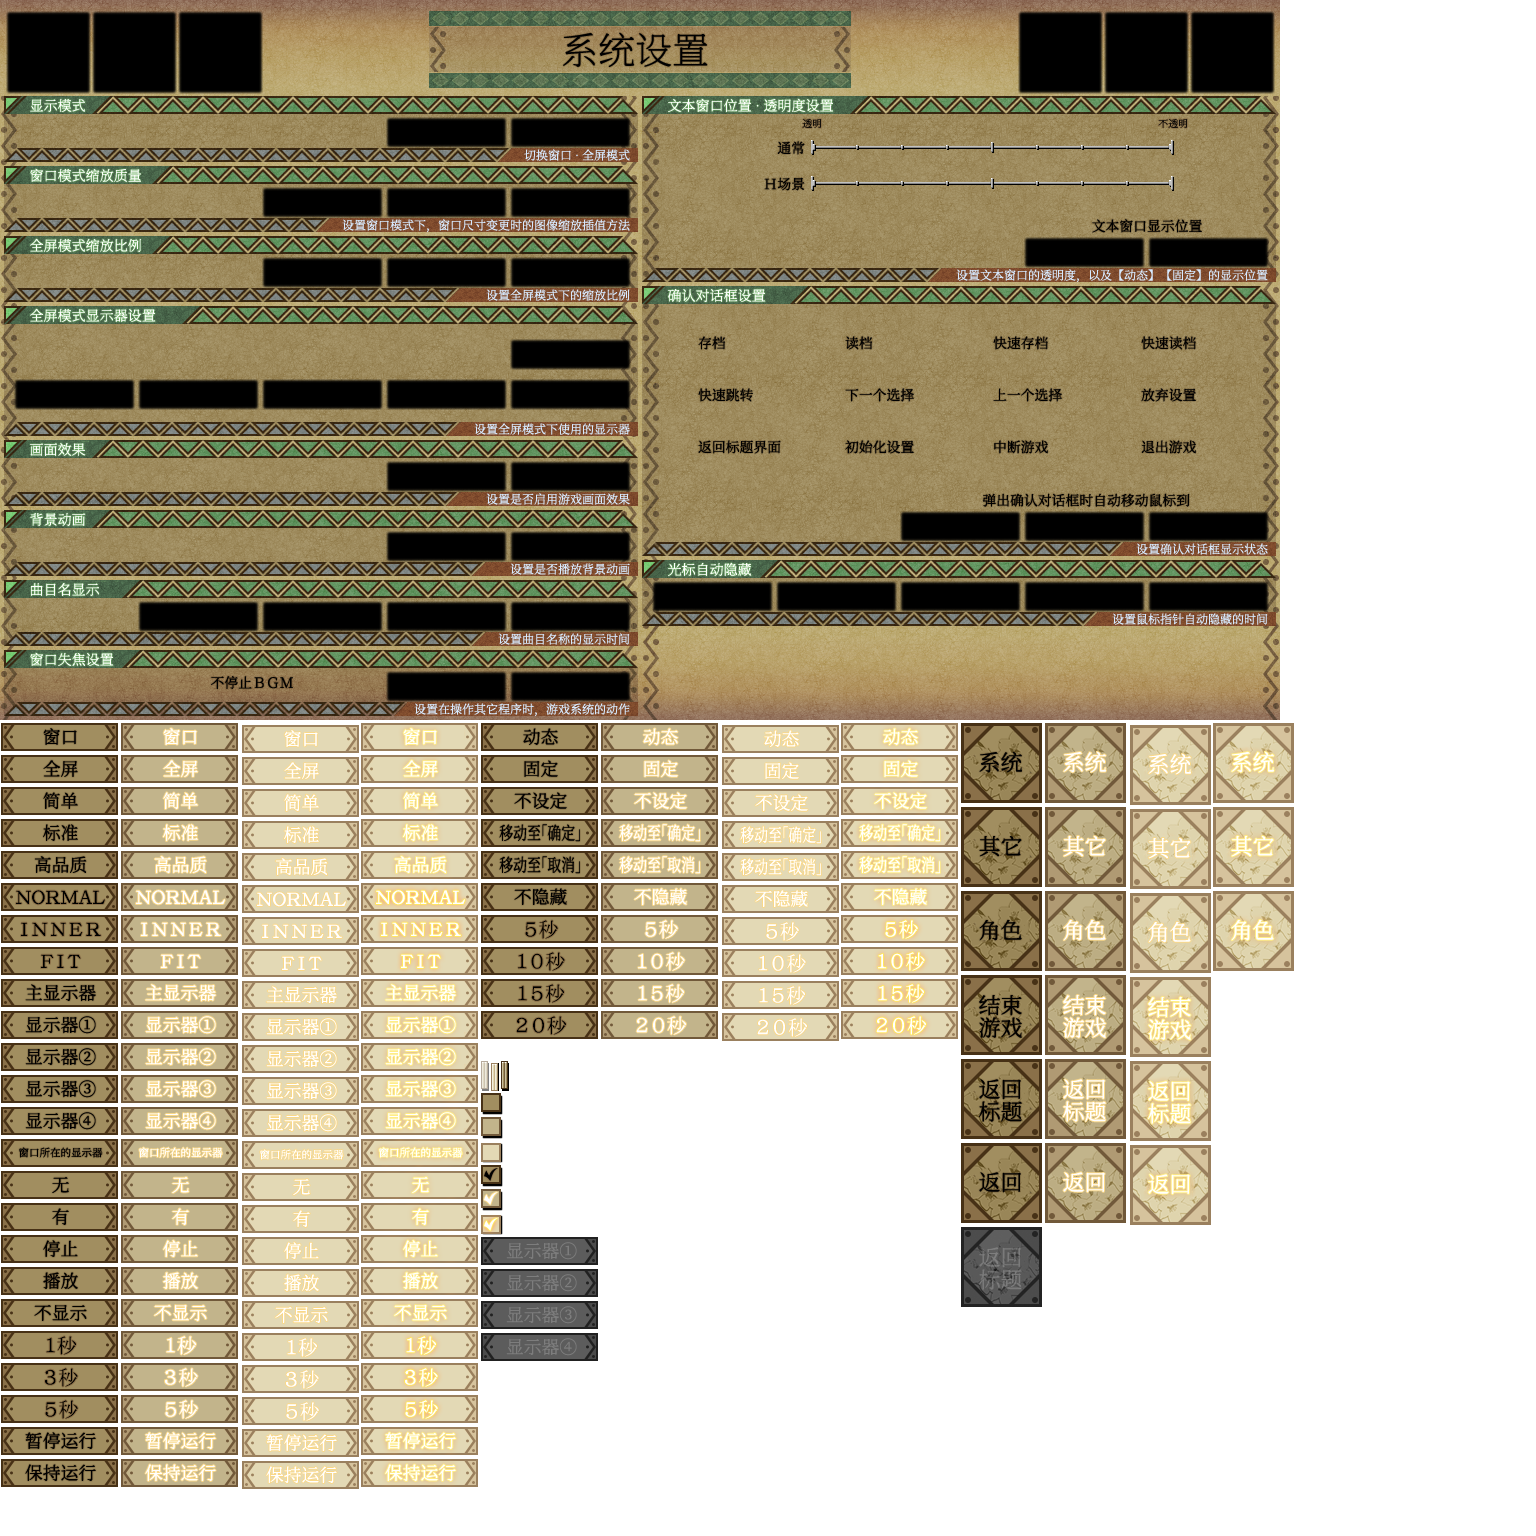 系统设置
显示模式
切换窗口 · 全屏模式
窗口模式缩放质量
设置窗口模式下，窗口尺寸变更时的图像缩放插值方法
全屏模式缩放比例
设置全屏模式下的缩放比例
全屏模式显示器设置
设置全屏模式下使用的显示器
画面效果
设置是否启用游戏画面效果
背景动画
设置是否播放背景动画
曲目名显示
设置曲目名称的显示时间
窗口失焦设置
不停止BGM
设置在操作其它程序时，游戏系统的动作
文本窗口位置 · 透明度设置
透明 不透明
通常
H场景
文本窗口显示位置
设置文本窗口的透明度，以及【动态】【固定】的显示位置
确认对话框设置
存档 读档 快速存档 快速读档
快速跳转 下一个选择 上一个选择 放弃设置
返回标题界面 初始化设置 中断游戏 退出游戏
弹出确认对话框时自动移动鼠标到
设置确认对话框显示状态
光标自动隐藏
设置鼠标指针自动隐藏的时间
窗口 窗口 窗口 窗口
全屏 全屏 全屏 全屏
简单 简单 简单 简单
标准 标准 标准 标准
高品质 高品质 高品质 高品质
NORMAL NORMAL NORMAL NORMAL
INNER INNER INNER INNER
FIT FIT FIT FIT
主显示器 主显示器 主显示器 主显示器
显示器① 显示器① 显示器① 显示器①
显示器② 显示器② 显示器② 显示器②
显示器③ 显示器③ 显示器③ 显示器③
显示器④ 显示器④ 显示器④ 显示器④
窗口所在的显示器 窗口所在的显示器 窗口所在的显示器 窗口所在的显示器
无 无 无 无
有 有 有 有
停止 停止 停止 停止
播放 播放 播放 播放
不显示 不显示 不显示 不显示
1秒 1秒 1秒 1秒
3秒 3秒 3秒 3秒
5秒 5秒 5秒 5秒
暂停运行 暂停运行 暂停运行 暂停运行
保持运行 保持运行 保持运行 保持运行
动态 动态 动态 动态
固定 固定 固定 固定
不设定 不设定 不设定 不设定
移动至「确定」 移动至「确定」 移动至「确定」 移动至「确定」
移动至「取消」 移动至「取消」 移动至「取消」 移动至「取消」
不隐藏 不隐藏 不隐藏 不隐藏
5秒 5秒 5秒 5秒
10秒 10秒 10秒 10秒
15秒 15秒 15秒 15秒
20秒 20秒 20秒 20秒
显示器①
显示器②
显示器③
显示器④
系统 系统 系统 系统
其它 其它 其它 其它
角色 角色 角色 角色
结束 结束 结束
游戏 游戏 游戏
返回 返回 返回
标题 标题 标题
返回 返回 返回
返回
标题